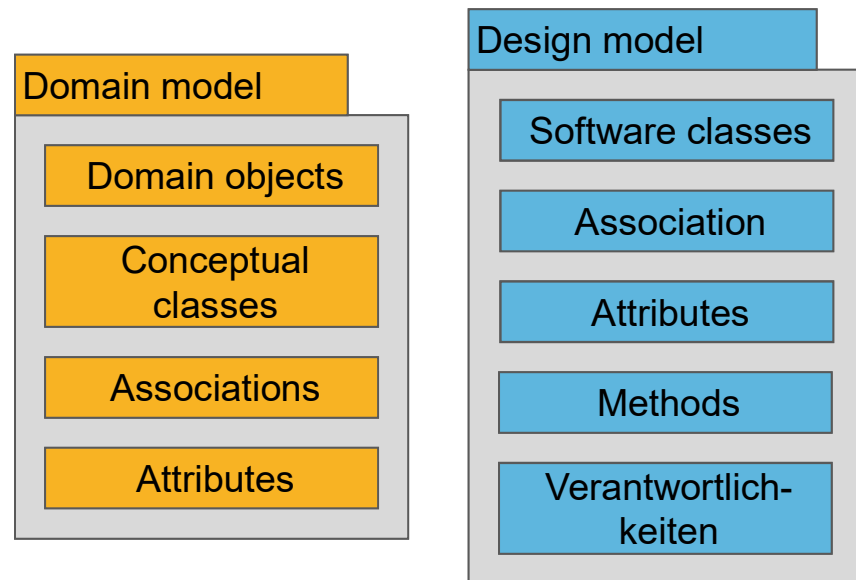 Domain model
Domain objects
Conceptual
classes
Associations
Attributes
Design model
Software classes
Association
Attributes
Methods
Verantwortlich-
keiten